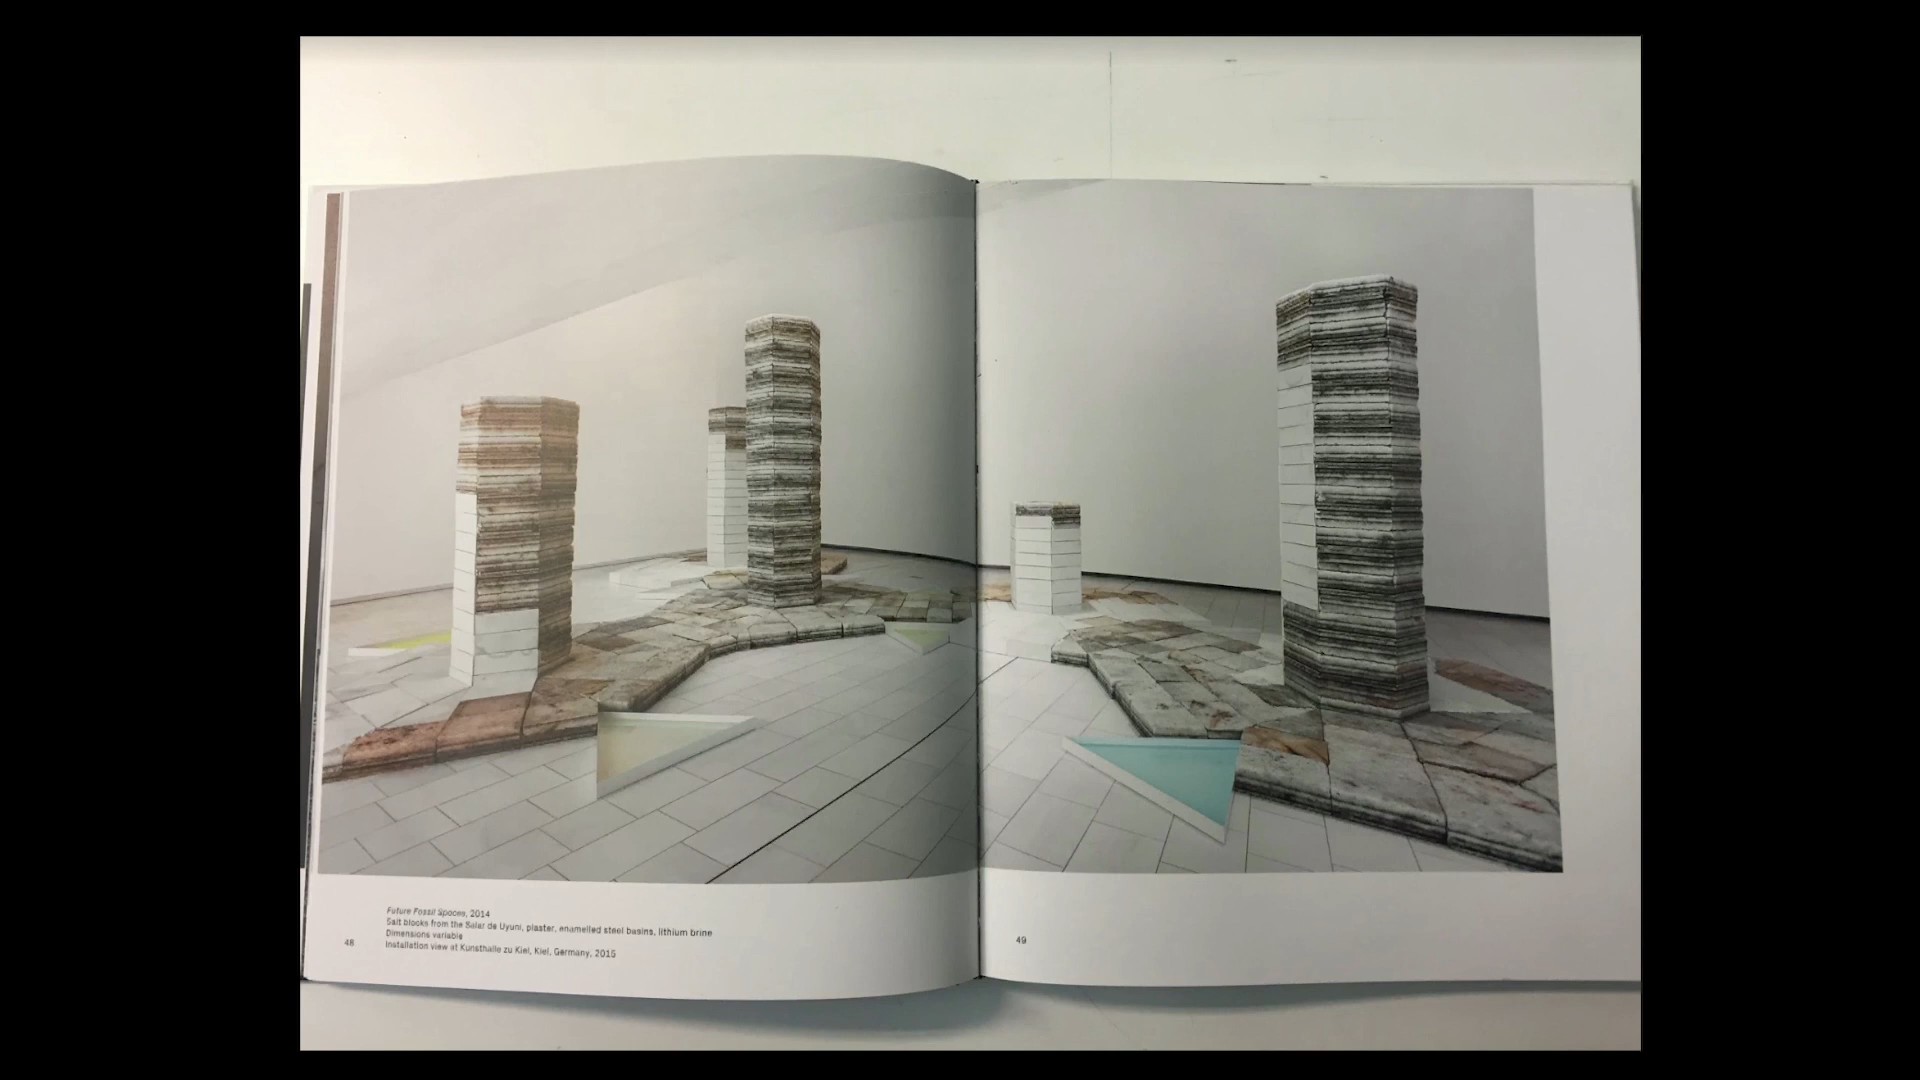 Future Fossil Spaces, 2014
Salt blocks from the Salar de Uyuni, plaster, enamelled steel basins, lithium brine
Dimensions variable
Installation view at Kunsthalle zu Kiel, Kiel, Germany, 2015
48
49